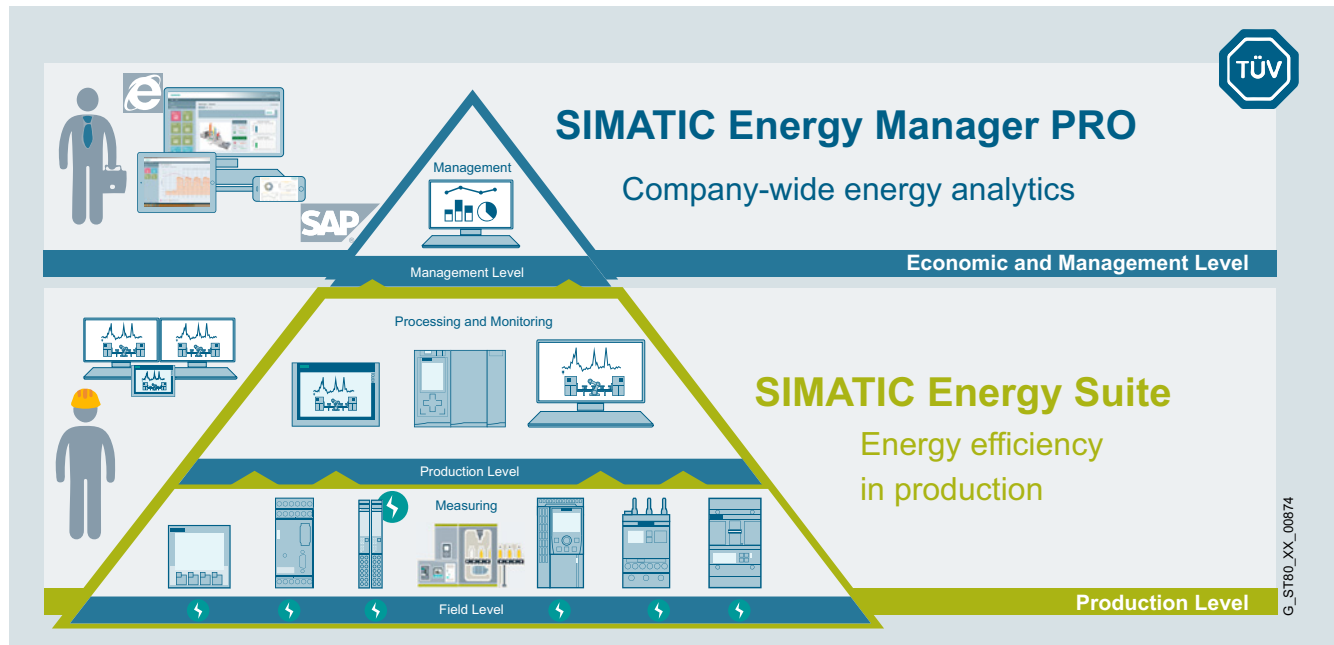 TÜV
SIMATIC Energy Manager PRO
Company-wide energy analytics
Management
SAP
Management Level
Economic and Management Level
Processing and Monitoring
SIMATIC Energy Suite
Energy efficiency
in production
Production Level
Measuring
Field Level
Production Level
G_ST80_XX_00874